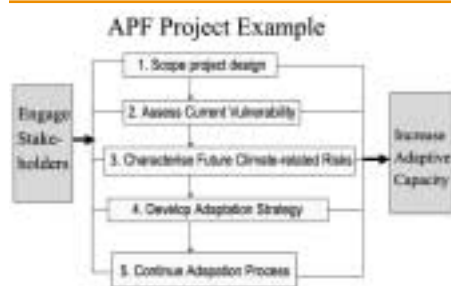 APF Project Example
1. Scope project design
Engage
Stake-
holders
2. Assess Current Vulnerability
3. Characterise Future Climate-related Risks
Increase
Adaptive
Capacity
4. Develop Adaptation Strategy
5. Continue Adapation Process